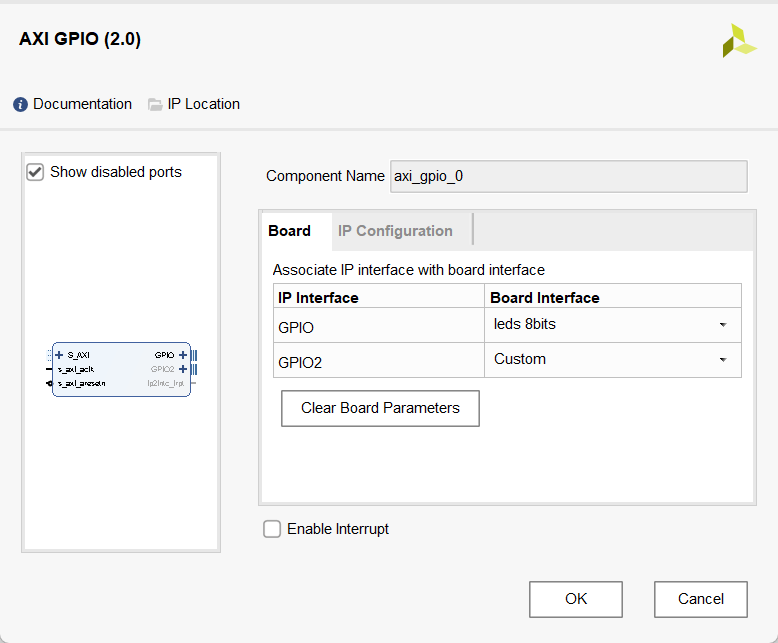 AXI GPIO (2.0)
Documentation IP Location
Show disabled ports
S_AXI GPIO
s_axi_aclk GPIO2
s_axi_aresetn ip2intc_irpt
Component Name axi_gpio_0
Board IP Configuration
Associate IP interface with board interface
IP Interface Board Interface
GPIO leds 8bits
GPIO2 Custom
Clear Board Parameters
Enable Interrupt
OK Cancel